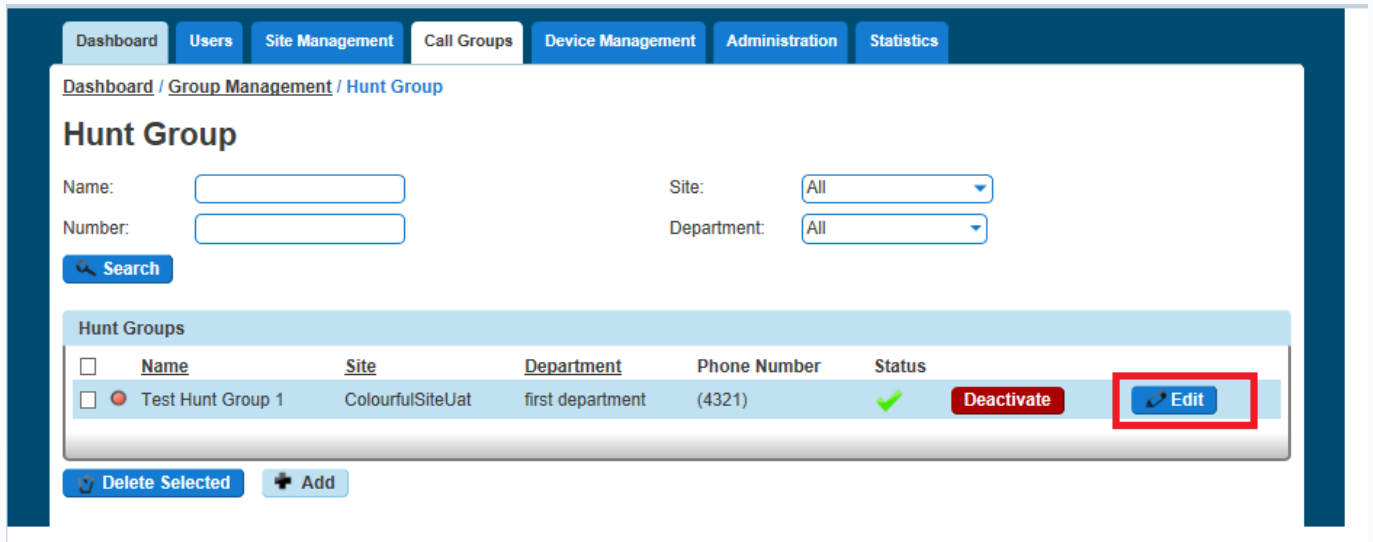 Dashboard Users Site Management Call Groups Device Management Administration Statistics
Dashboard / Group Management / Hunt Group
Hunt Group
Name: Site: All
Number: Department: All
Search
Hunt Groups
Name Site Department Phone Number Status
Test Hunt Group 1 ColourfulSiteUat first department (4321) Deactivate Edit
Delete Selected Add